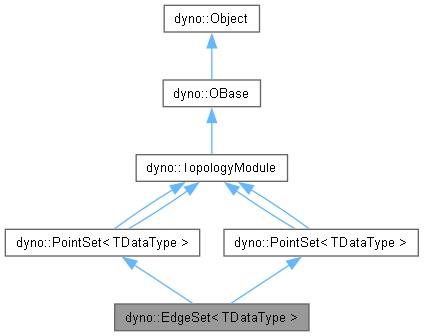 dyno::Object
dyno::OBase
dyno::TopologyModule
dyno::PointSet< TDataType >
dyno::PointSet< TDataType >
dyno::EdgeSet< TDataType >